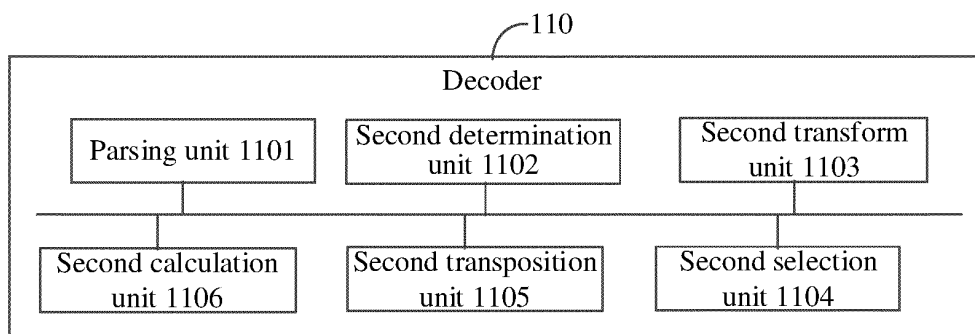 110
Decoder
Parsing unit 1101
Second determination
unit 1102
Second transform
unit 1103
Second calculation
unit 1106
Second transposition
unit 1105
Second selection
unit 1104